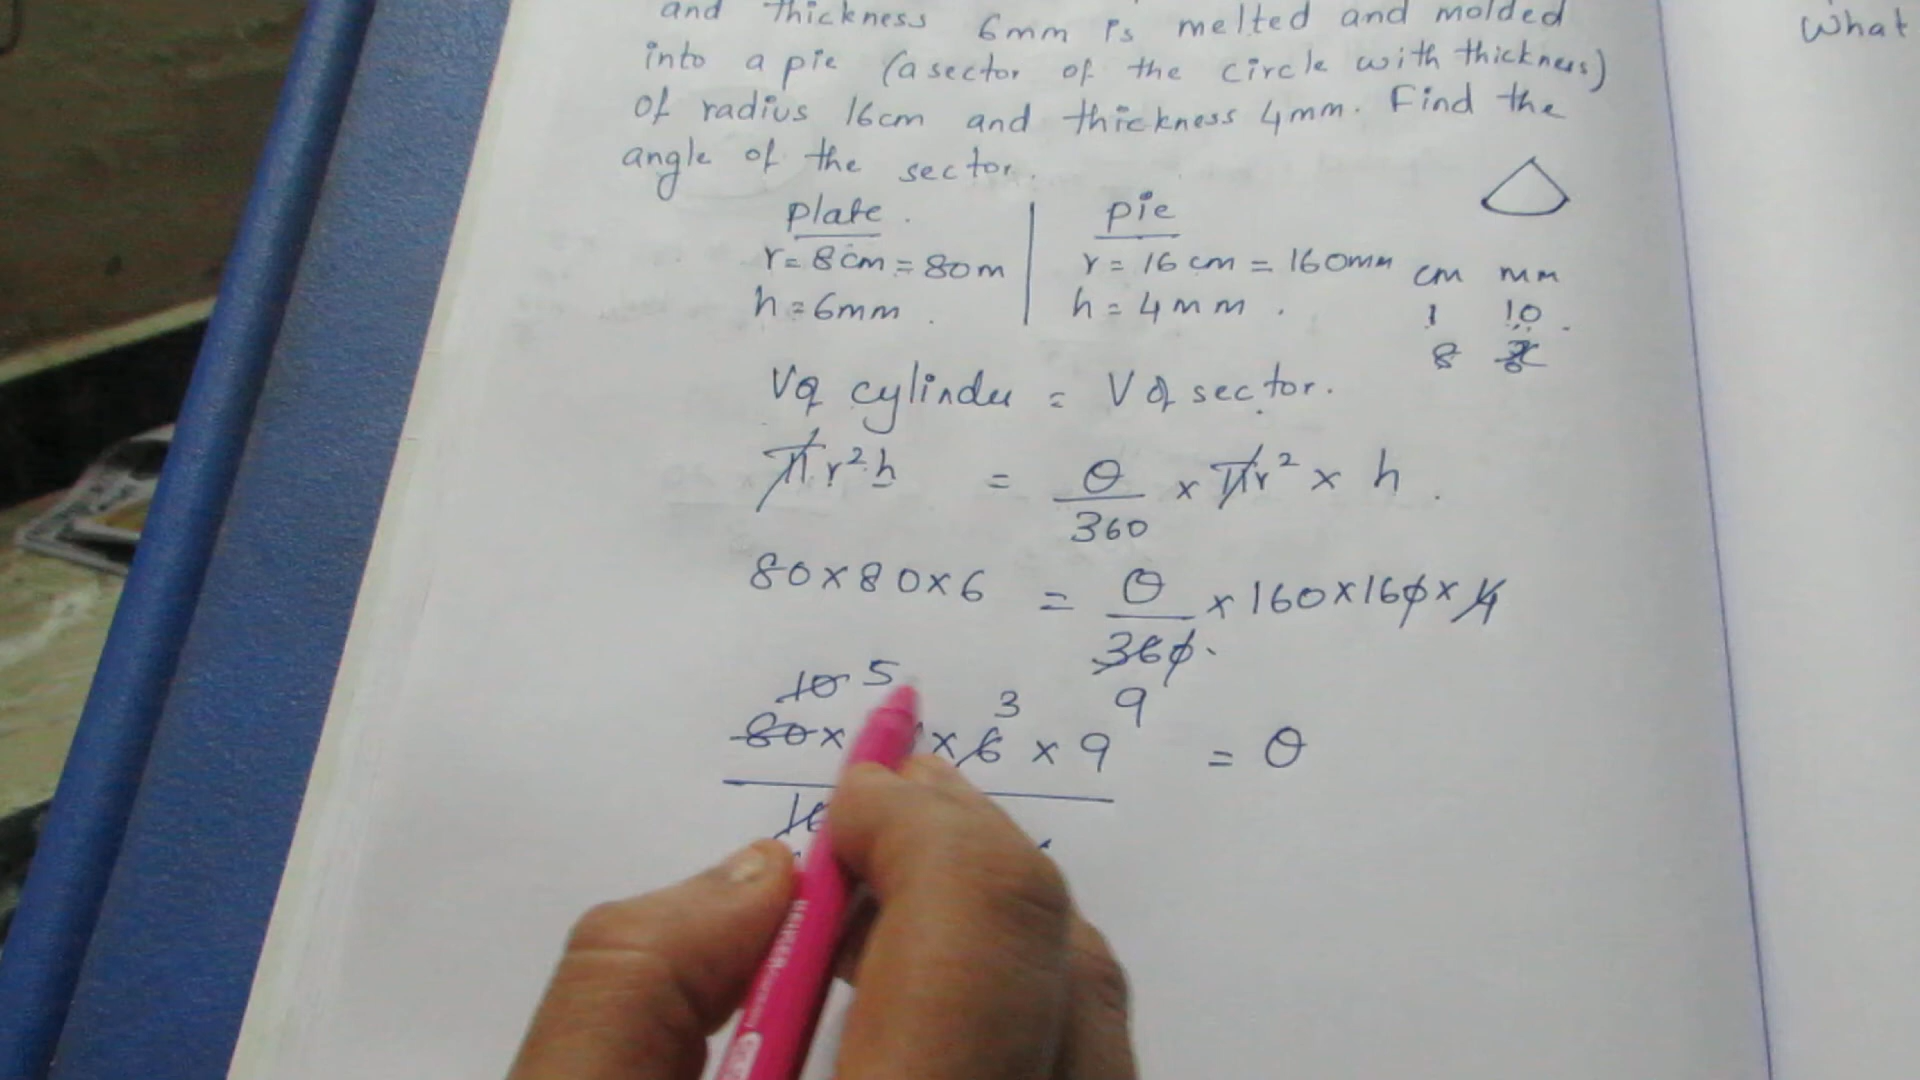 and thickness 6mm is melted and molded
into a pie (a sector of the circle with thickness)
of radius 16cm and thickness 4mm. Find the
angle of the sector.
plate. pie
r = 8cm = 80m r = 16 cm = 160mm cm mm
h = 6mm. h = 4mm. 1 10.
8
V of cylinder = V of sector.
πr²h = θ/360 × πr² × h.
80×80×6 = θ/360. × 160×160×4
10 5 3 9
80× ×6×9 = θ
16
What